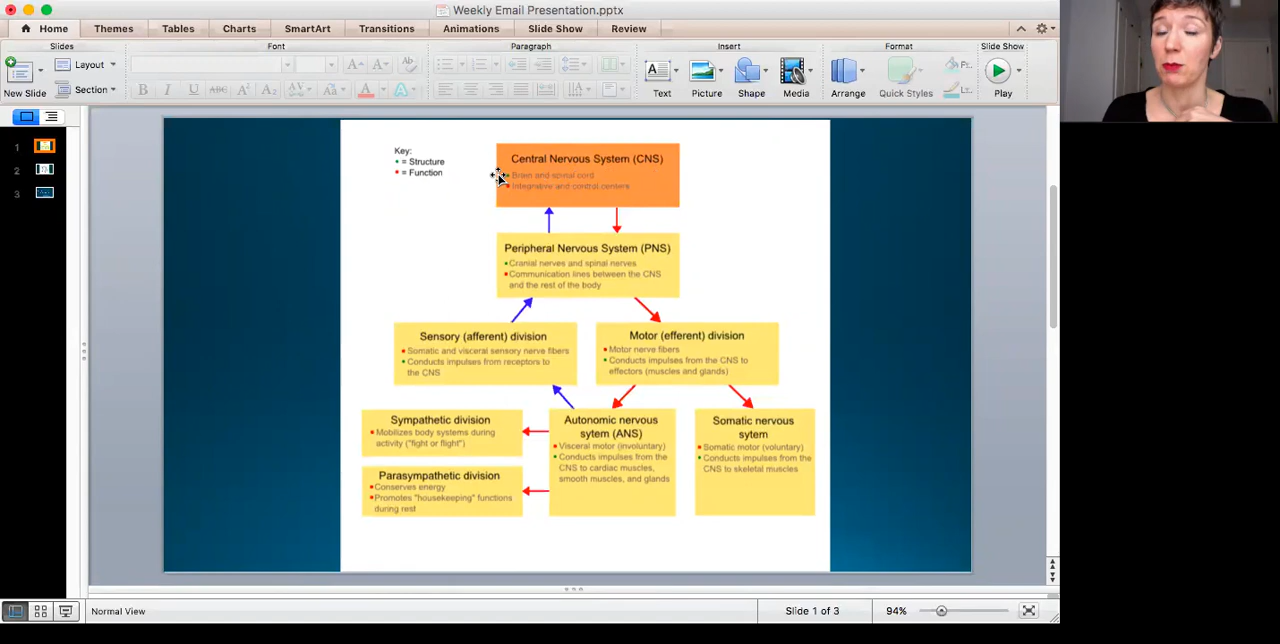 Weekly Email Presentation.pptx
Home Themes Tables Charts SmartArt Transitions Animations Slide Show Review
Slides Font Paragraph Insert Format Slide Show
Layout
Section
New Slide
B I U ABC A² A₂ AV Aa A A
Text Picture Shape Media Arrange Quick Styles Play
1
2
3
Key:
= Structure
= Function
Central Nervous System (CNS)
Brain and spinal cord
Integrative and control centers
Peripheral Nervous System (PNS)
Cranial nerves and spinal nerves
Communication lines between the CNS
and the rest of the body
Sensory (afferent) division
Somatic and visceral sensory nerve fibers
Conducts impulses from receptors to
the CNS
Motor (efferent) division
Motor nerve fibers
Conducts impulses from the CNS to
effectors (muscles and glands)
Sympathetic division
Mobilizes body systems during
activity ("fight or flight")
Parasympathetic division
Conserves energy
Promotes "housekeeping" functions
during rest
Autonomic nervous
sytem (ANS)
Visceral motor (involuntary)
Conducts impulses from the
CNS to cardiac muscles,
smooth muscles, and glands
Somatic nervous
sytem
Somatic motor (voluntary)
Conducts impulses from the
CNS to skeletal muscles
Normal View
Slide 1 of 3
94%